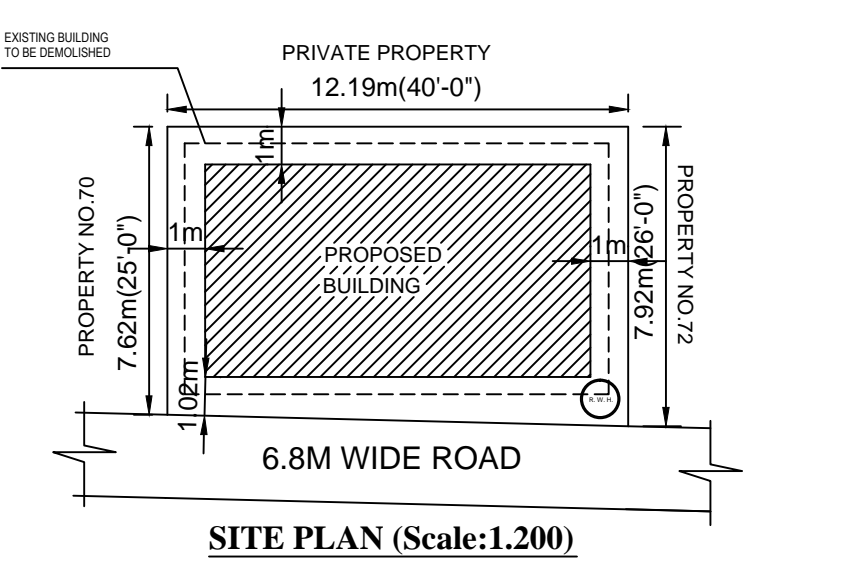 EXISTING BUILDING
TO BE DEMOLISHED
PRIVATE PROPERTY
12.19m(40'-0")
1m
PROPERTY NO.70
7.62m(25'-0")
1m
PROPOSED
BUILDING
1m
7.92m(26'-0")
PROPERTY NO.72
1.02m
R.W.H.
6.8M WIDE ROAD
SITE PLAN (Scale:1.200)